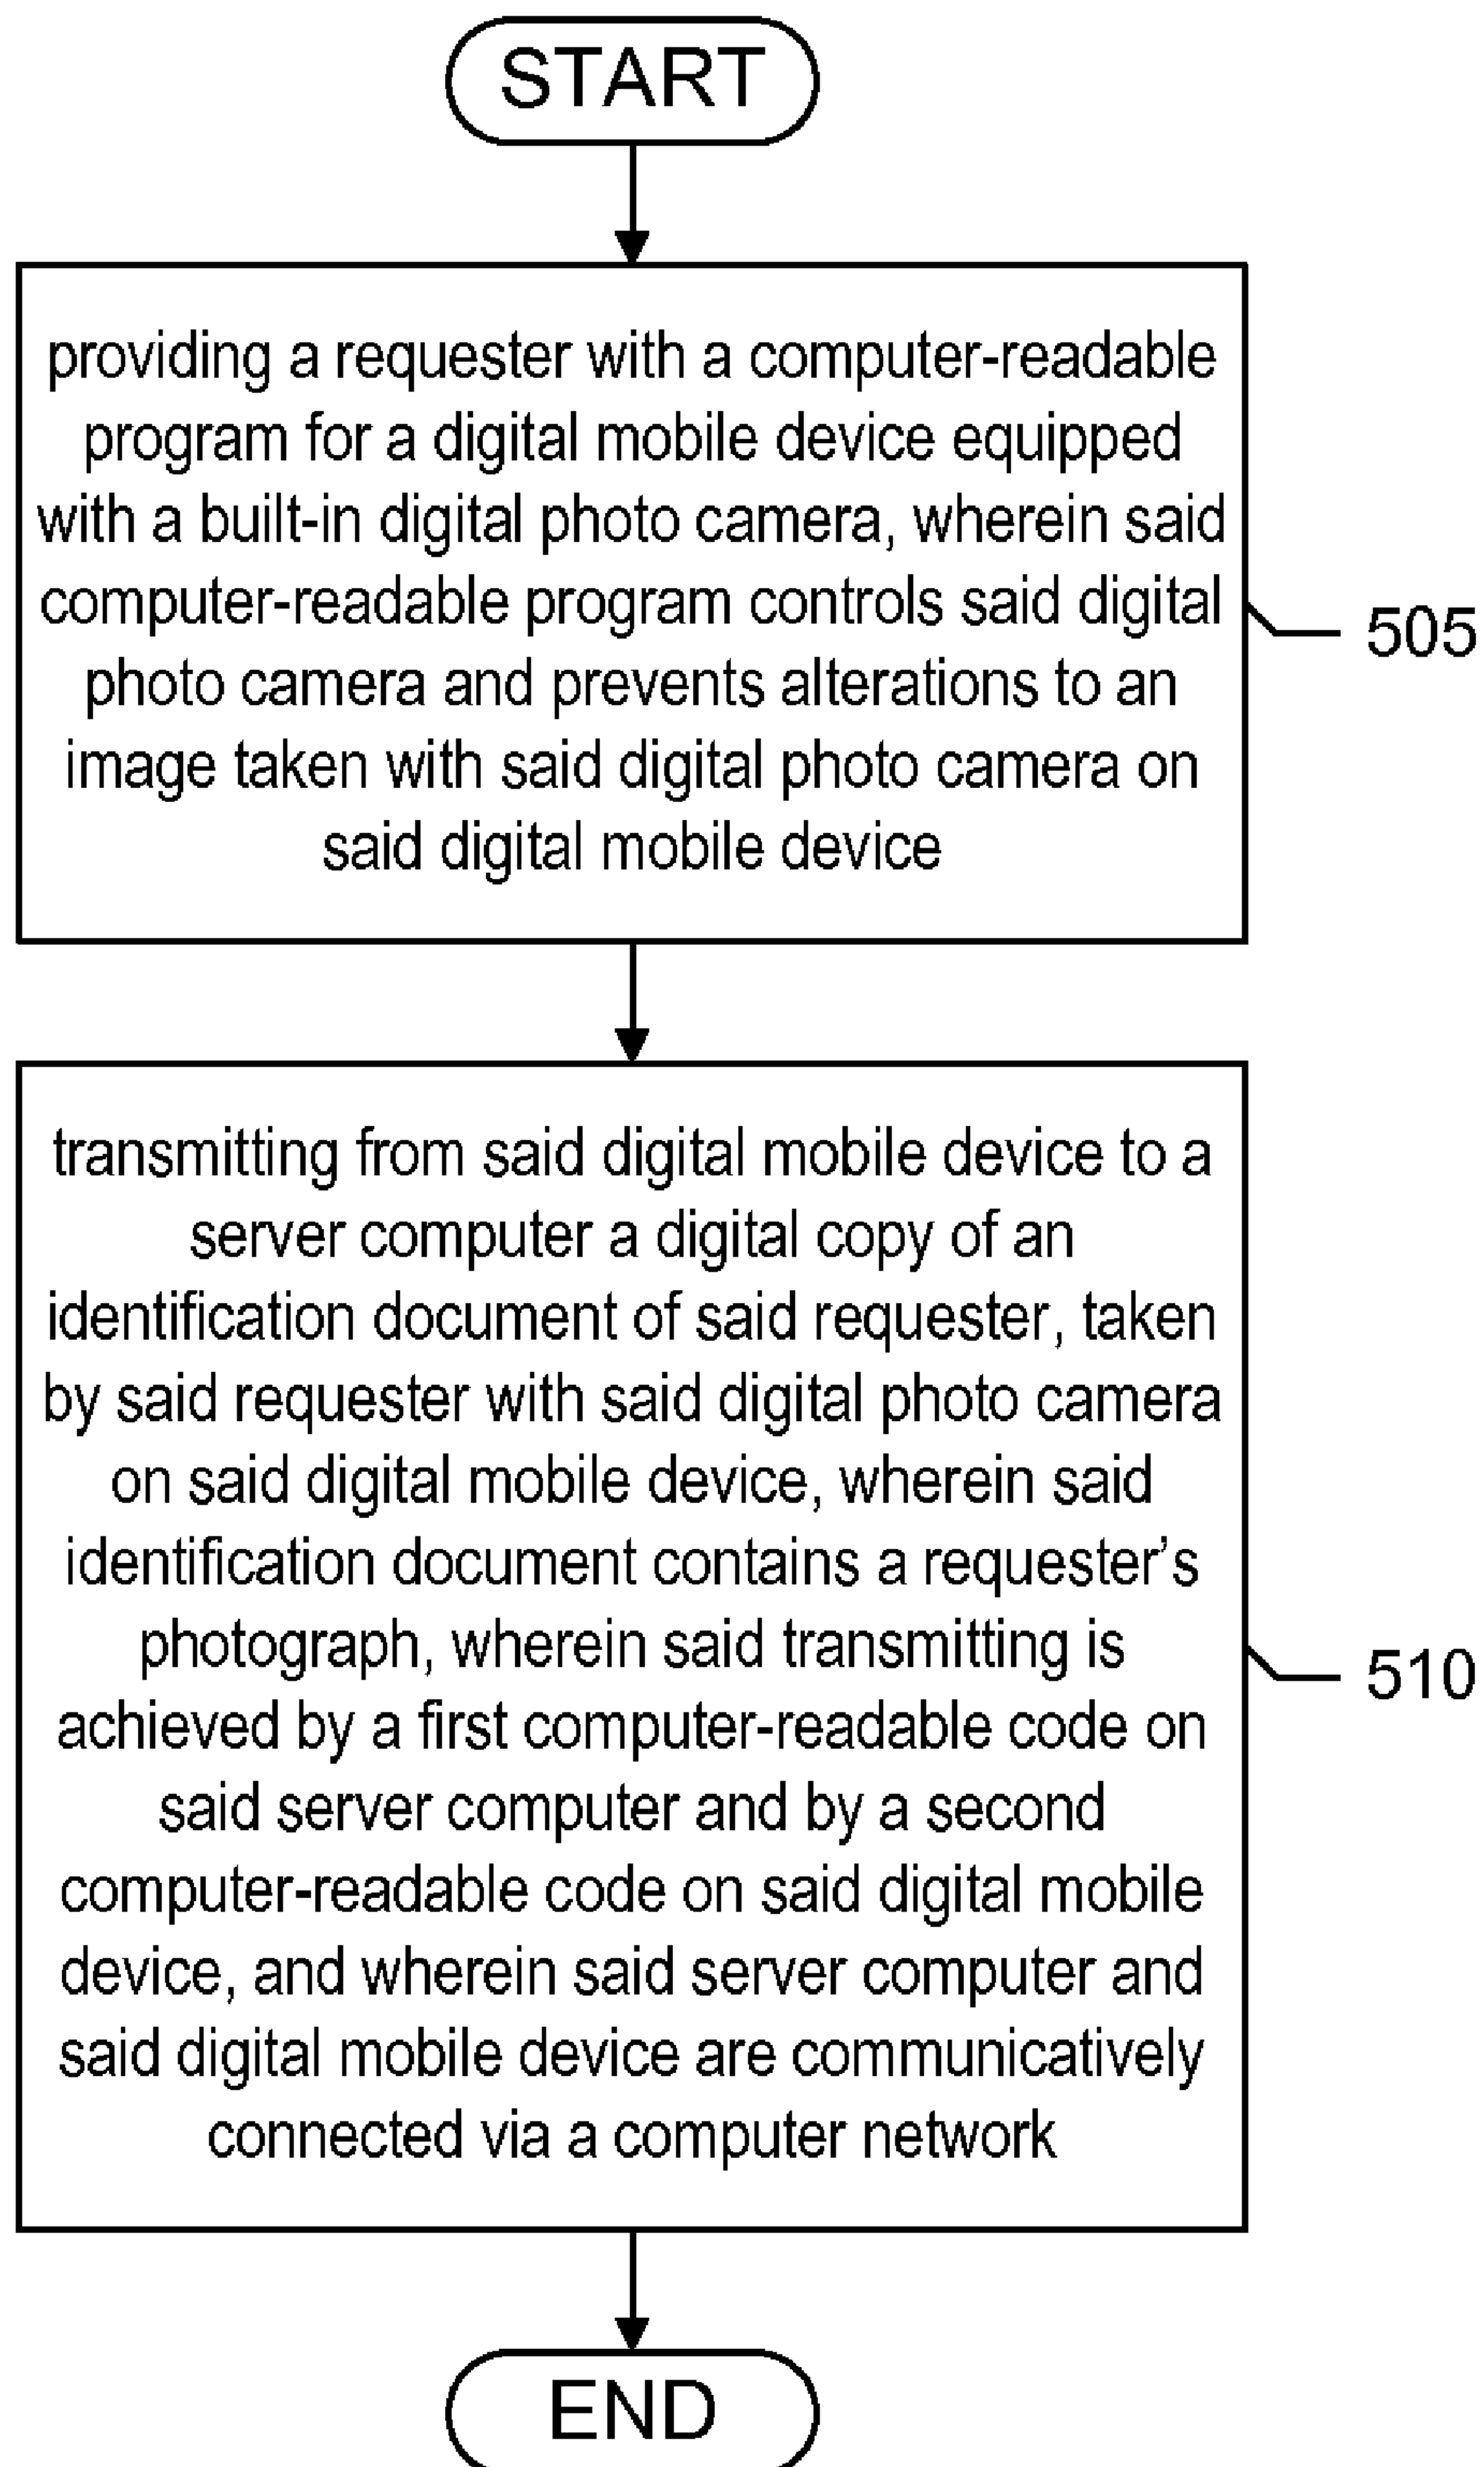 START
providing a requester with a computer-readable
program for a digital mobile device equipped
with a built-in digital photo camera, wherein said
computer-readable program controls said digital
photo camera and prevents alterations to an
image taken with said digital photo camera on
said digital mobile device
505
transmitting from said digital mobile device to a
server computer a digital copy of an
identification document of said requester, taken
by said requester with said digital photo camera
on said digital mobile device, wherein said
identification document contains a requester’s
photograph, wherein said transmitting is
achieved by a first computer-readable code on
said server computer and by a second
computer-readable code on said digital mobile
device, and wherein said server computer and
said digital mobile device are communicatively
connected via a computer network
510
END